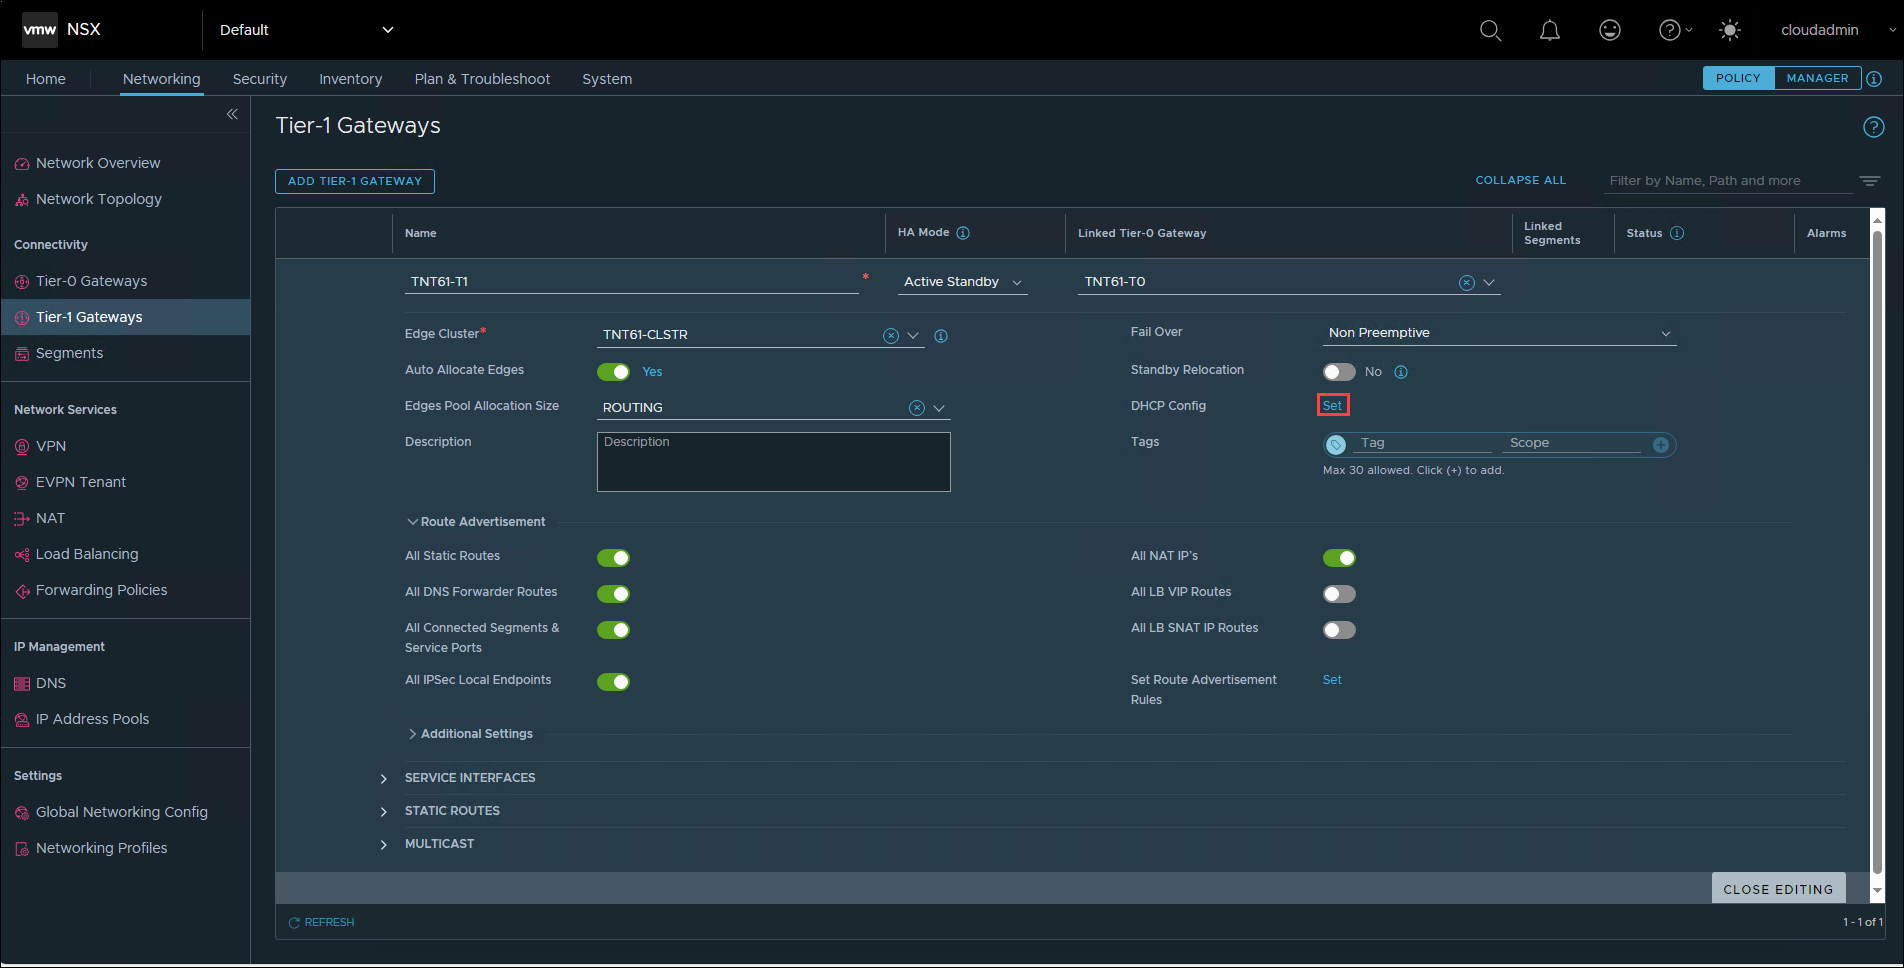 vmw NSX
Default
cloudadmin
Home
Networking
Security
Inventory
Plan & Troubleshoot
System
POLICY
MANAGER
Network Overview
Network Topology
Connectivity
Tier-0 Gateways
Tier-1 Gateways
Segments
Network Services
VPN
EVPN Tenant
NAT
Load Balancing
Forwarding Policies
IP Management
DNS
IP Address Pools
Settings
Global Networking Config
Networking Profiles
Tier-1 Gateways
ADD TIER-1 GATEWAY
COLLAPSE ALL
Filter by Name, Path and more
Name
HA Mode
Linked Tier-0 Gateway
Linked
Segments
Status
Alarms
TNT61-T1 *
Active Standby
TNT61-T0
Edge Cluster*
TNT61-CLSTR
Fail Over
Non Preemptive
Auto Allocate Edges
Yes
Standby Relocation
No
Edges Pool Allocation Size
ROUTING
DHCP Config
Set
Description
Description
Tags
Tag
Scope
Max 30 allowed. Click (+) to add.
Route Advertisement
All Static Routes
All NAT IP's
All DNS Forwarder Routes
All LB VIP Routes
All Connected Segments &
Service Ports
All LB SNAT IP Routes
All IPSec Local Endpoints
Set Route Advertisement
Rules
Set
Additional Settings
SERVICE INTERFACES
STATIC ROUTES
MULTICAST
CLOSE EDITING
REFRESH
1 - 1 of 1